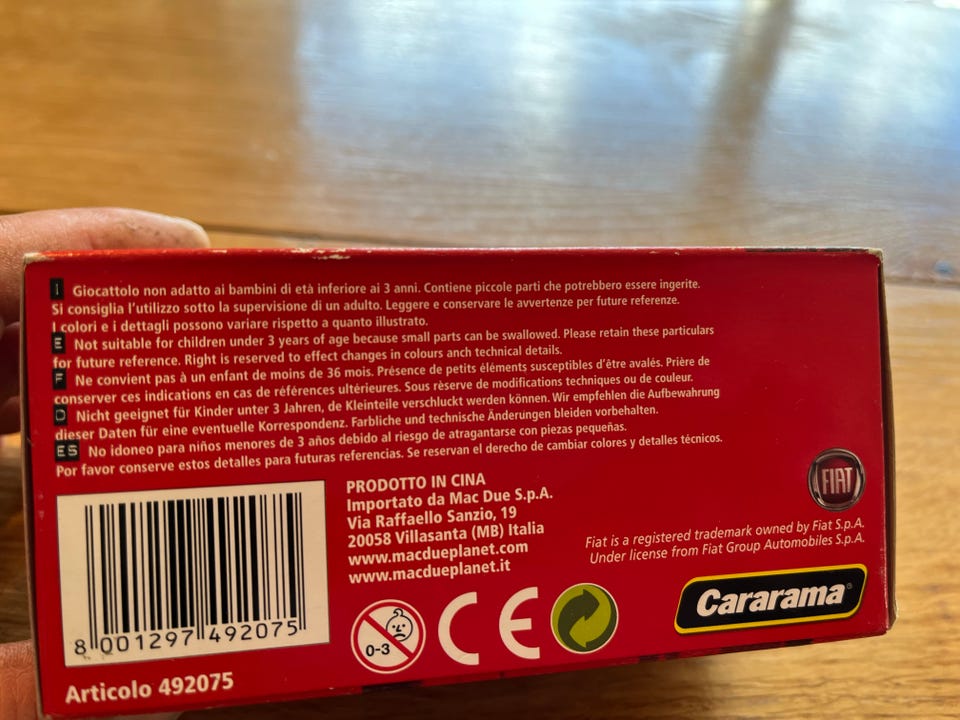 I Giocattolo non adatto ai bambini di età inferiore ai 3 anni. Contiene piccole parti che potrebbero essere ingerite.
Si consiglia l'utilizzo sotto la supervisione di un adulto. Leggere e conservare le avvertenze per future referenze.
I colori e i dettagli possono variare rispetto a quanto illustrato.
E Not suitable for children under 3 years of age because small parts can be swallowed. Please retain these particulars
for future reference. Right is reserved to effect changes in colours anch technical details.
F Ne convient pas à un enfant de moins de 36 mois. Présence de petits éléments susceptibles d'être avalés. Prière de
conserver ces indications en cas de références ultérieures. Sous rèserve de modifications techniques ou de couleur.
D Nicht geeignet für Kinder unter 3 Jahren, de Kleinteile verschluckt werden können. Wir empfehlen die Aufbewahrung
dieser Daten für eine eventuelle Korrespondenz. Farbliche und technische Änderungen bleiden vorbehalten.
ES No idoneo para niños menores de 3 años debido al riesgo de atragantarse con piezas pequeñas.
Por favor conserve estos detalles para futuras referencias. Se reservan el derecho de cambiar colores y detalles técnicos.
PRODOTTO IN CINA
Importato da Mac Due S.p.A.
Via Raffaello Sanzio, 19
20058 Villasanta (MB) Italia
www.macdueplanet.com
www.macdueplanet.it
FIAT
Fiat is a registered trademark owned by Fiat S.p.A.
Under license from Fiat Group Automobiles S.p.A.
8 001297 492075
0-3
CE
Cararama®
Articolo 492075